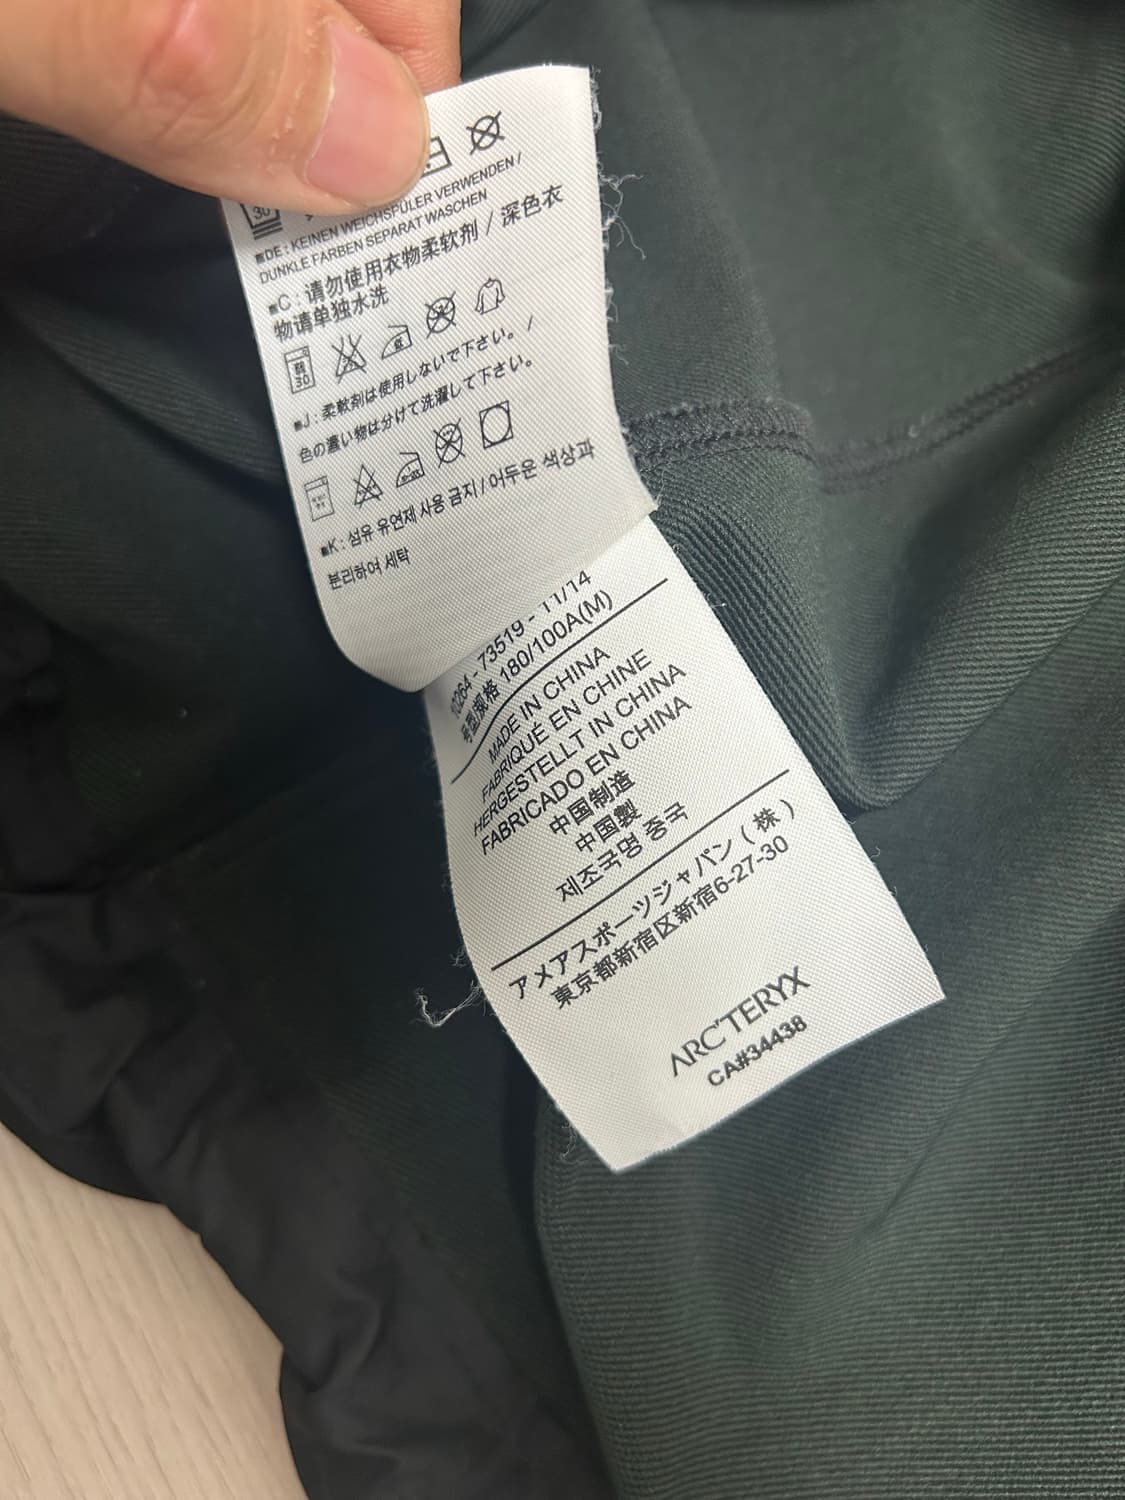 30
■DE : KEINEN WEICHSPÜLER VERWENDEN /
DUNKLE FARBEN SEPARAT WASCHEN
■C : 请勿使用衣物柔软剂 / 深色衣
物请单独水洗
30
■J : 柔軟剤は使用しないで下さい。/
色の濃い物は分けて洗濯して下さい。
■K : 섬유 유연제 사용 금지 / 어두운 색상과
분리하여 세탁
73519 - 11/14
号型规格 180/100A(M)
MADE IN CHINA
FABRIQUÉ EN CHINE
HERGESTELLT IN CHINA
FABRICADO EN CHINA
中国制造
中国製
제조국명 중국
アメアスポーツジャパン ( 株 )
東京都新宿区新宿6-27-30
ARC'TERYX
CA#34438